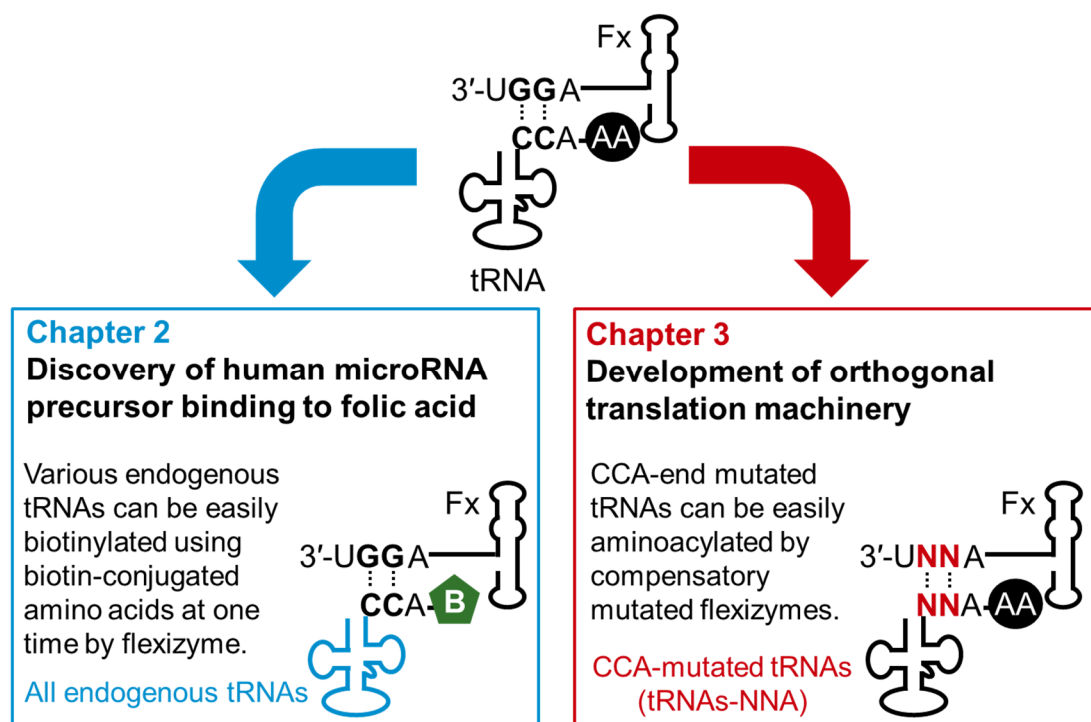 Fx
3′-UGGA
CCA-AA
tRNA
Chapter 2
Discovery of human microRNA
precursor binding to folic acid
Various endogenous
tRNAs can be easily
biotinylated using
biotin-conjugated
amino acids at one
time by flexizyme.
Fx
3′-UGGA
CCA-B
All endogenous tRNAs
Chapter 3
Development of orthogonal
translation machinery
CCA-end mutated
tRNAs can be easily
aminoacylated by
compensatory
mutated flexizymes.
Fx
3′-UNNA
NNA-AA
CCA-mutated tRNAs
(tRNAs-NNA)